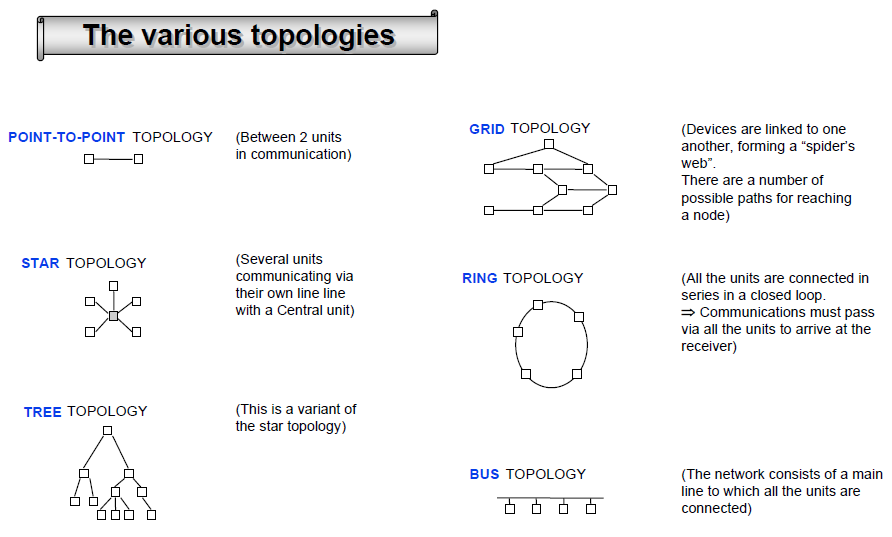 The various topologies
POINT-TO-POINT TOPOLOGY
(Between 2 units
in communication)
STAR TOPOLOGY
(Several units
communicating via
their own line line
with a Central unit)
TREE TOPOLOGY
(This is a variant of
the star topology)
GRID TOPOLOGY
(Devices are linked to one
another, forming a “spider’s
web”.
There are a number of
possible paths for reaching
a node)
RING TOPOLOGY
(All the units are connected in
series in a closed loop.
⇒ Communications must pass
via all the units to arrive at the
receiver)
BUS TOPOLOGY
(The network consists of a main
line to which all the units are
connected)